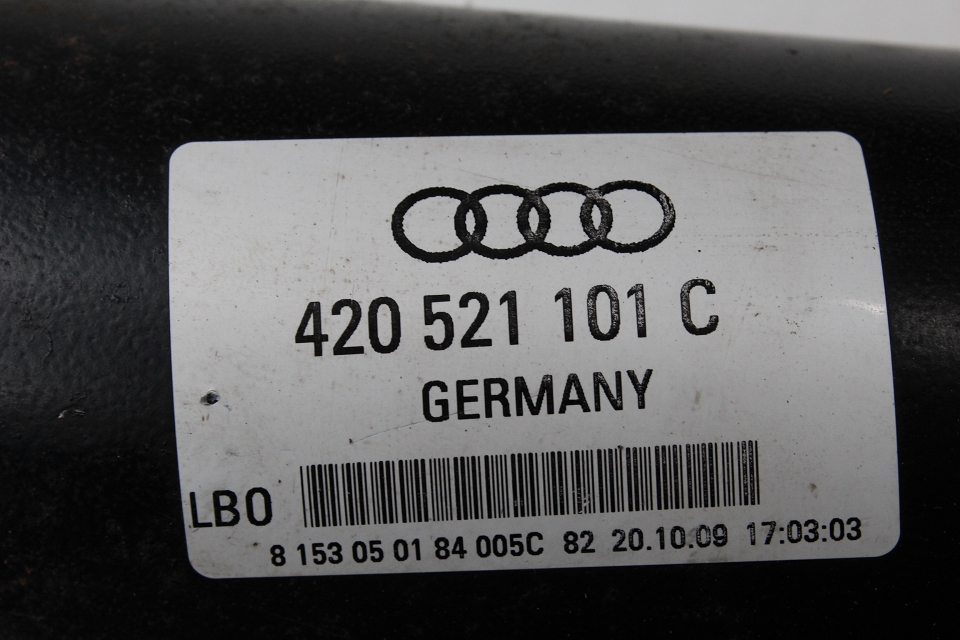 420 521 101 C
GERMANY
LBO
8 153 05 01 84 005C 82 20.10.09 17:03:03